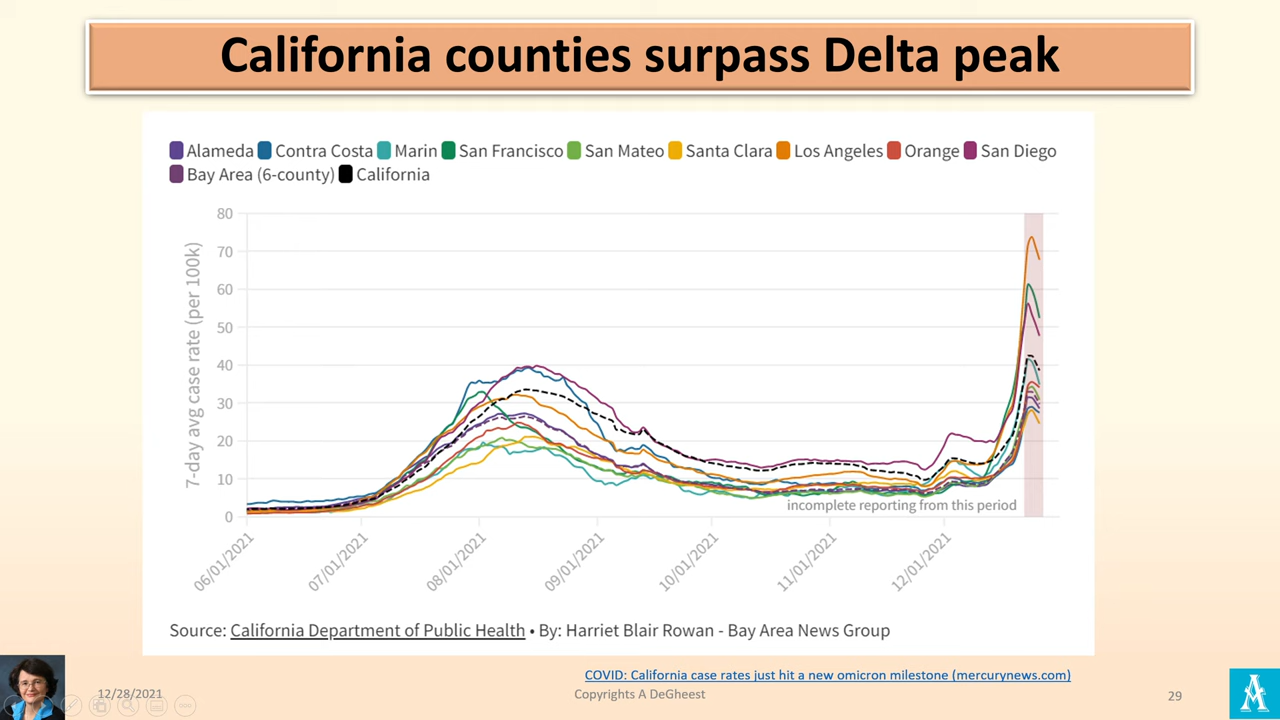 California counties surpass Delta peak
Alameda Contra Costa Marin San Francisco San Mateo Santa Clara Los Angeles Orange San Diego
Bay Area (6-county) California
7-day avg case rate (per 100k)
80
70
60
50
40
30
20
10
0
incomplete reporting from this period
06/01/2021
07/01/2021
08/01/2021
09/01/2021
10/01/2021
11/01/2021
12/01/2021
Source: California Department of Public Health • By: Harriet Blair Rowan - Bay Area News Group
COVID: California case rates just hit a new omicron milestone (mercurynews.com)
12/28/2021
Copyrights A DeGheest
29
A